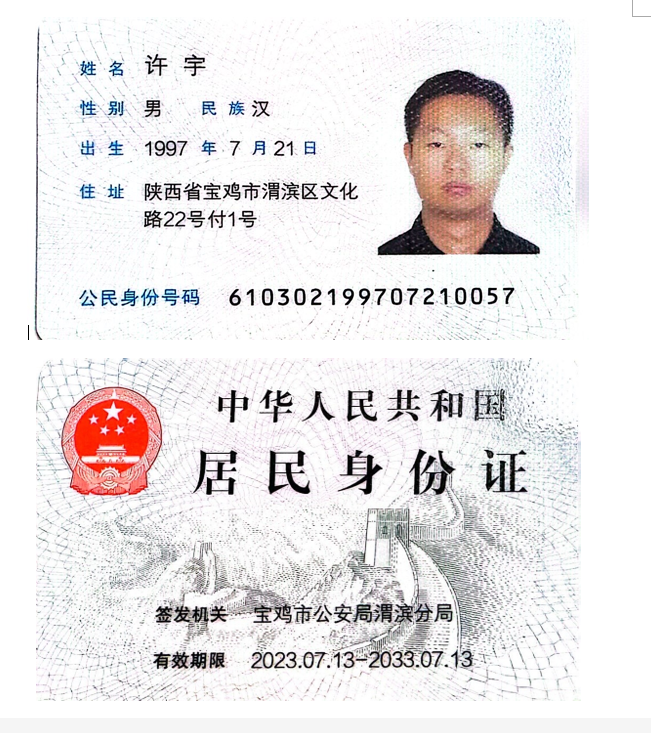 姓名 许宇
性别 男 民族 汉
出生 1997 年 7 月 21 日
住址 陕西省宝鸡市渭滨区文化
路22号付1号
公民身份号码 610302199707210057
中华人民共和国
居民身份证
签发机关 宝鸡市公安局渭滨分局
有效期限 2023.07.13-2033.07.13